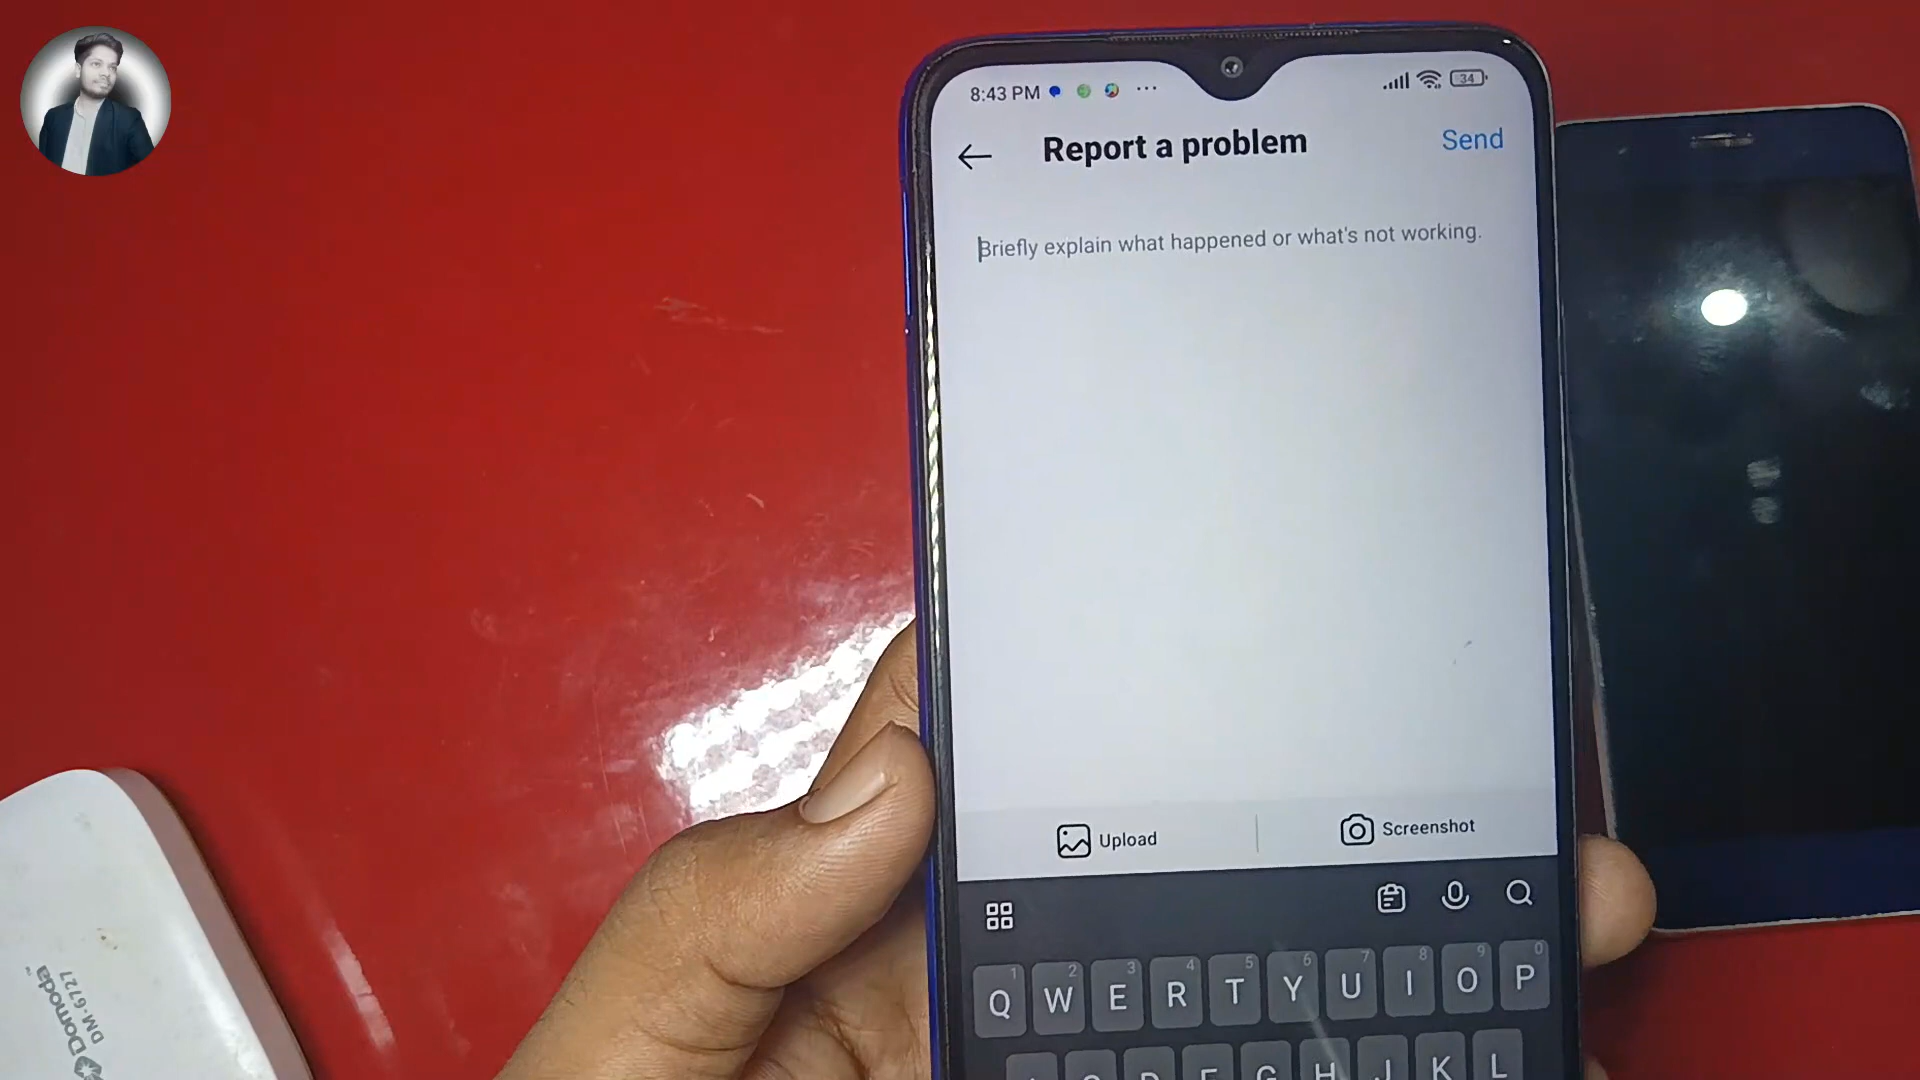 8:43 PM
34
Report a problem
Send
Briefly explain what happened or what's not working.
Upload
Screenshot
1 2 3 4 5 6 7 8 9 0
Q W E R T Y U I O P
G H J K L
Domoda
DM-6727